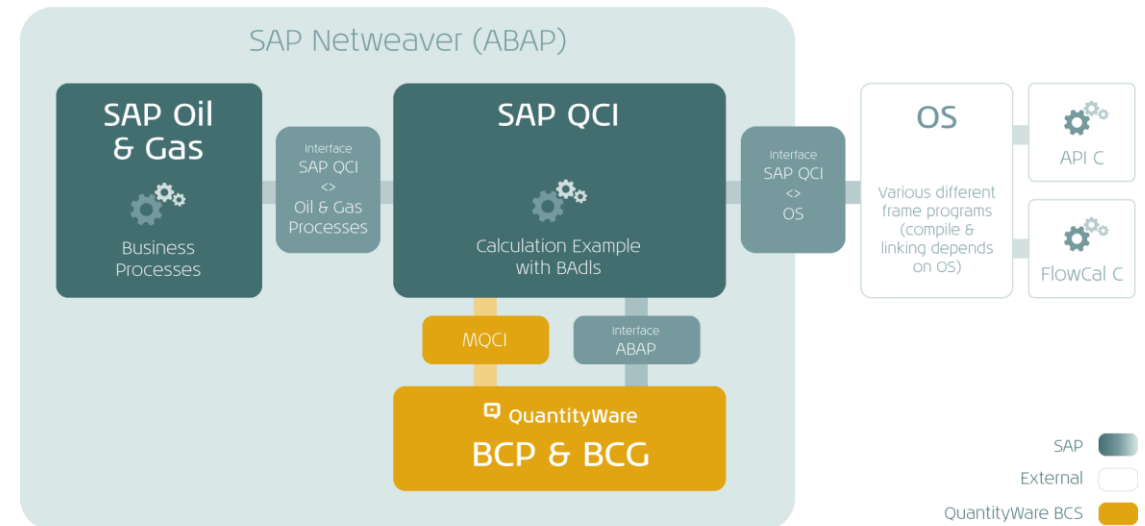 SAP Netweaver (ABAP)
SAP Oil
& Gas
Business
Processes
Interface
SAP QCI
<>
Oil & Gas
Processes
SAP QCI
Calculation Example
with BAdIs
Interface
SAP QCI
<>
OS
OS
Various different
frame programs
(compile &
linking depends
on OS)
API C
FlowCal C
MQCI
Interface
ABAP
QuantityWare
BCP & BCG
SAP
External
QuantityWare BCS